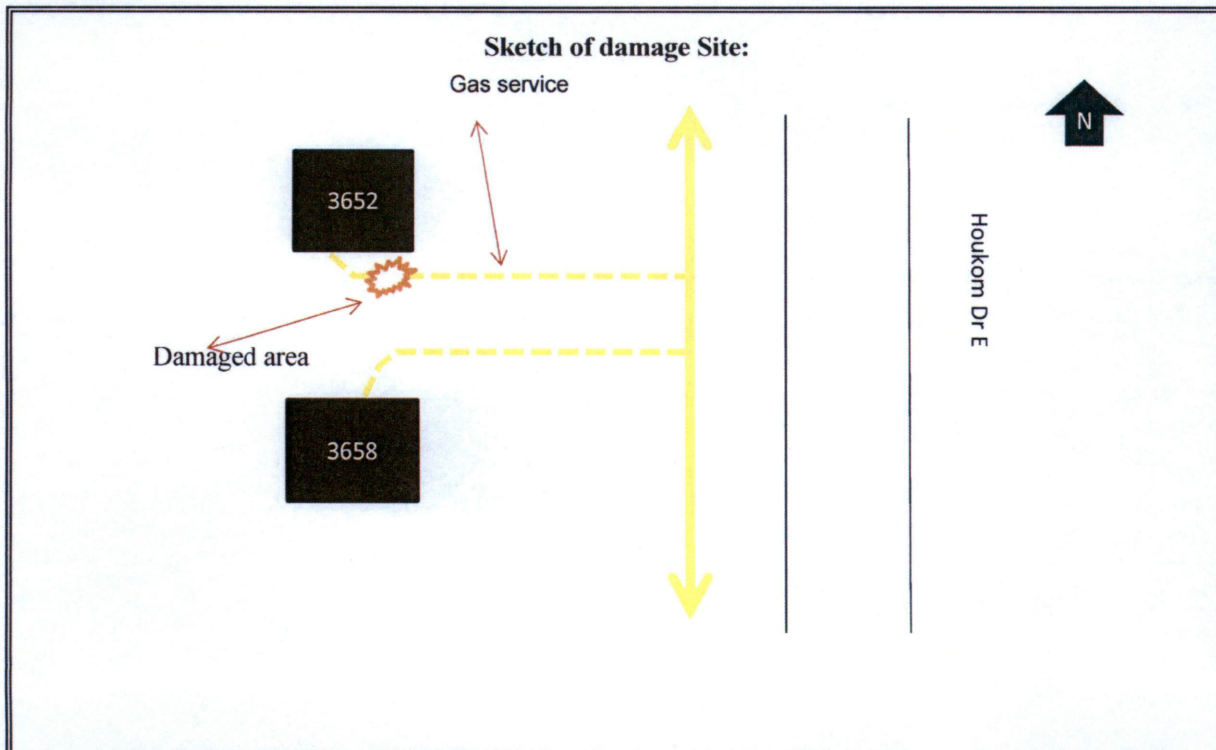 Sketch of damage Site:
Gas service
N
3652
Houkom Dr E
Damaged area
3658